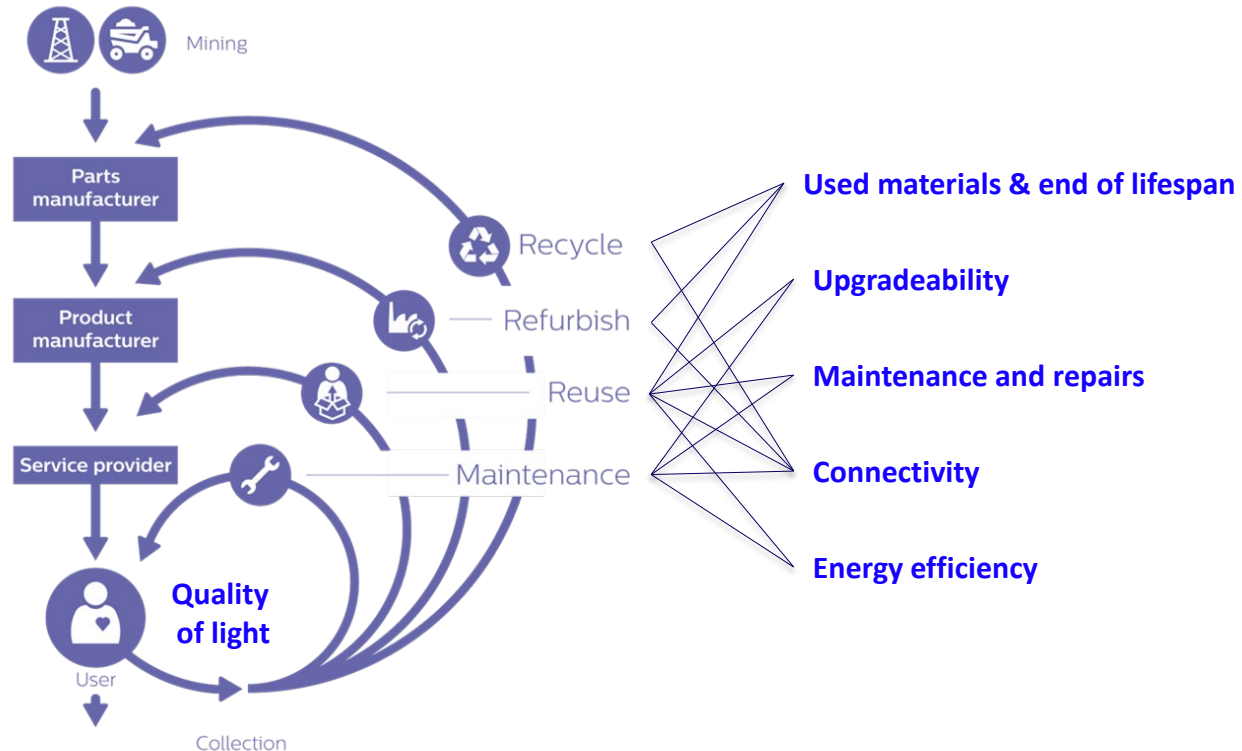 Mining
Parts
manufacturer
Product
manufacturer
Service provider
User
Collection
Quality
of light
Recycle
Refurbish
Reuse
Maintenance
Used materials & end of lifespan
Upgradeability
Maintenance and repairs
Connectivity
Energy efficiency